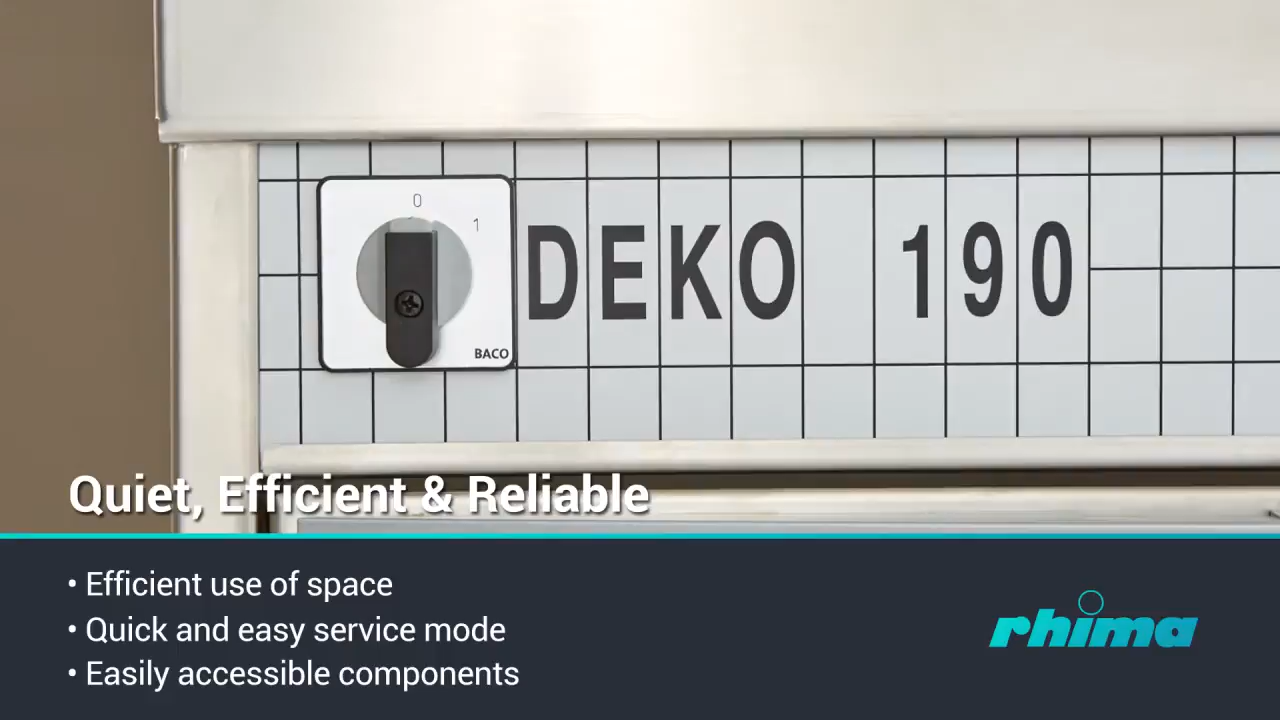 0
1
BACO
DEKO 190
Quiet, Efficient & Reliable
• Efficient use of space
• Quick and easy service mode
• Easily accessible components
rhima